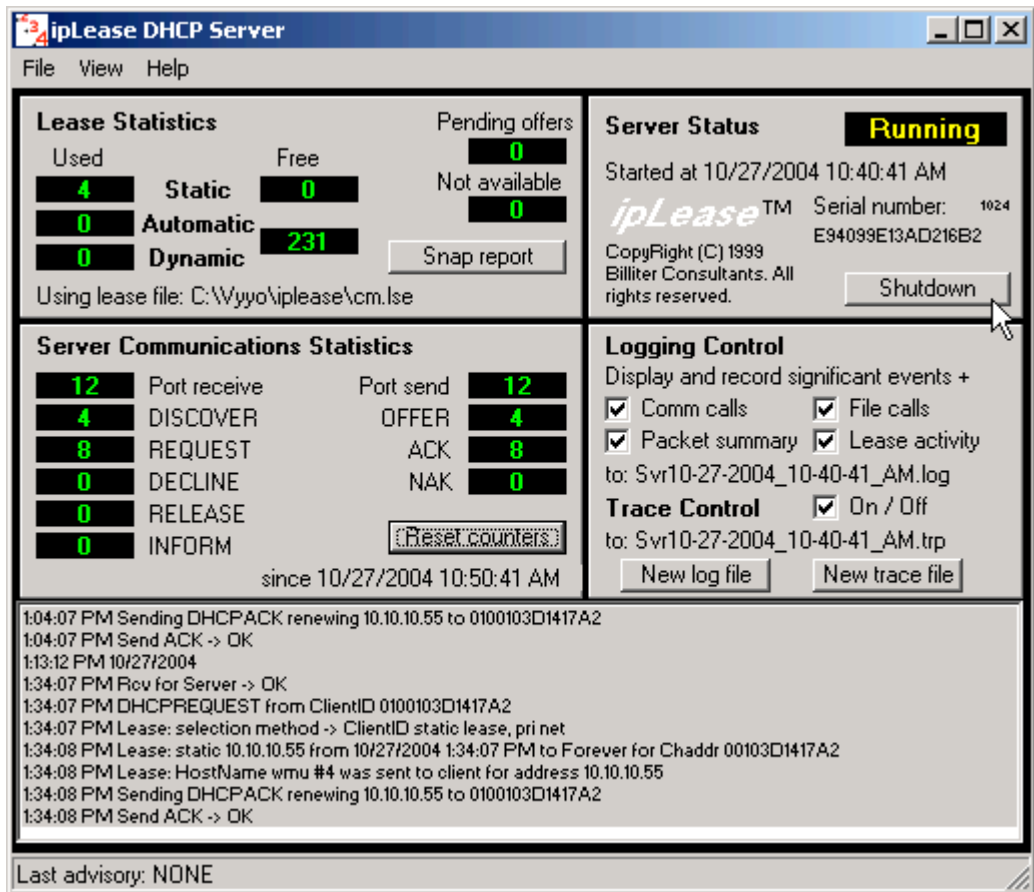 ipLease DHCP Server
File View Help
Lease Statistics
Pending offers
0
Used
Free
Not available
0
4 Static 0
0 Automatic
231
0 Dynamic
Snap report
Using lease file: C:\Vyyo\iplease\cm.lse
Server Status Running
Started at 10/27/2004 10:40:41 AM
ipLease™ Serial number: 1024
E94099E13AD216B2
CopyRight (C) 1999
Billiter Consultants. All
rights reserved.
Shutdown
Server Communications Statistics
12 Port receive Port send 12
4 DISCOVER OFFER 4
8 REQUEST ACK 8
0 DECLINE NAK 0
0 RELEASE
0 INFORM
Reset counters
since 10/27/2004 10:50:41 AM
Logging Control
Display and record significant events +
Comm calls File calls
Packet summary Lease activity
to: Svr10-27-2004_10-40-41_AM.log
Trace Control On / Off
to: Svr10-27-2004_10-40-41_AM.trp
New log file New trace file
1:04:07 PM Sending DHCPACK renewing 10.10.10.55 to 0100103D1417A2
1:04:07 PM Send ACK -> OK
1:13:12 PM 10/27/2004
1:34:07 PM Rcv for Server -> OK
1:34:07 PM DHCPREQUEST from ClientID 0100103D1417A2
1:34:07 PM Lease: selection method -> ClientID static lease, pri net
1:34:08 PM Lease: static 10.10.10.55 from 10/27/2004 1:34:07 PM to Forever for Chaddr 00103D1417A2
1:34:08 PM Lease: HostName wmu #4 was sent to client for address 10.10.10.55
1:34:08 PM Sending DHCPACK renewing 10.10.10.55 to 0100103D1417A2
1:34:08 PM Send ACK -> OK
Last advisory: NONE